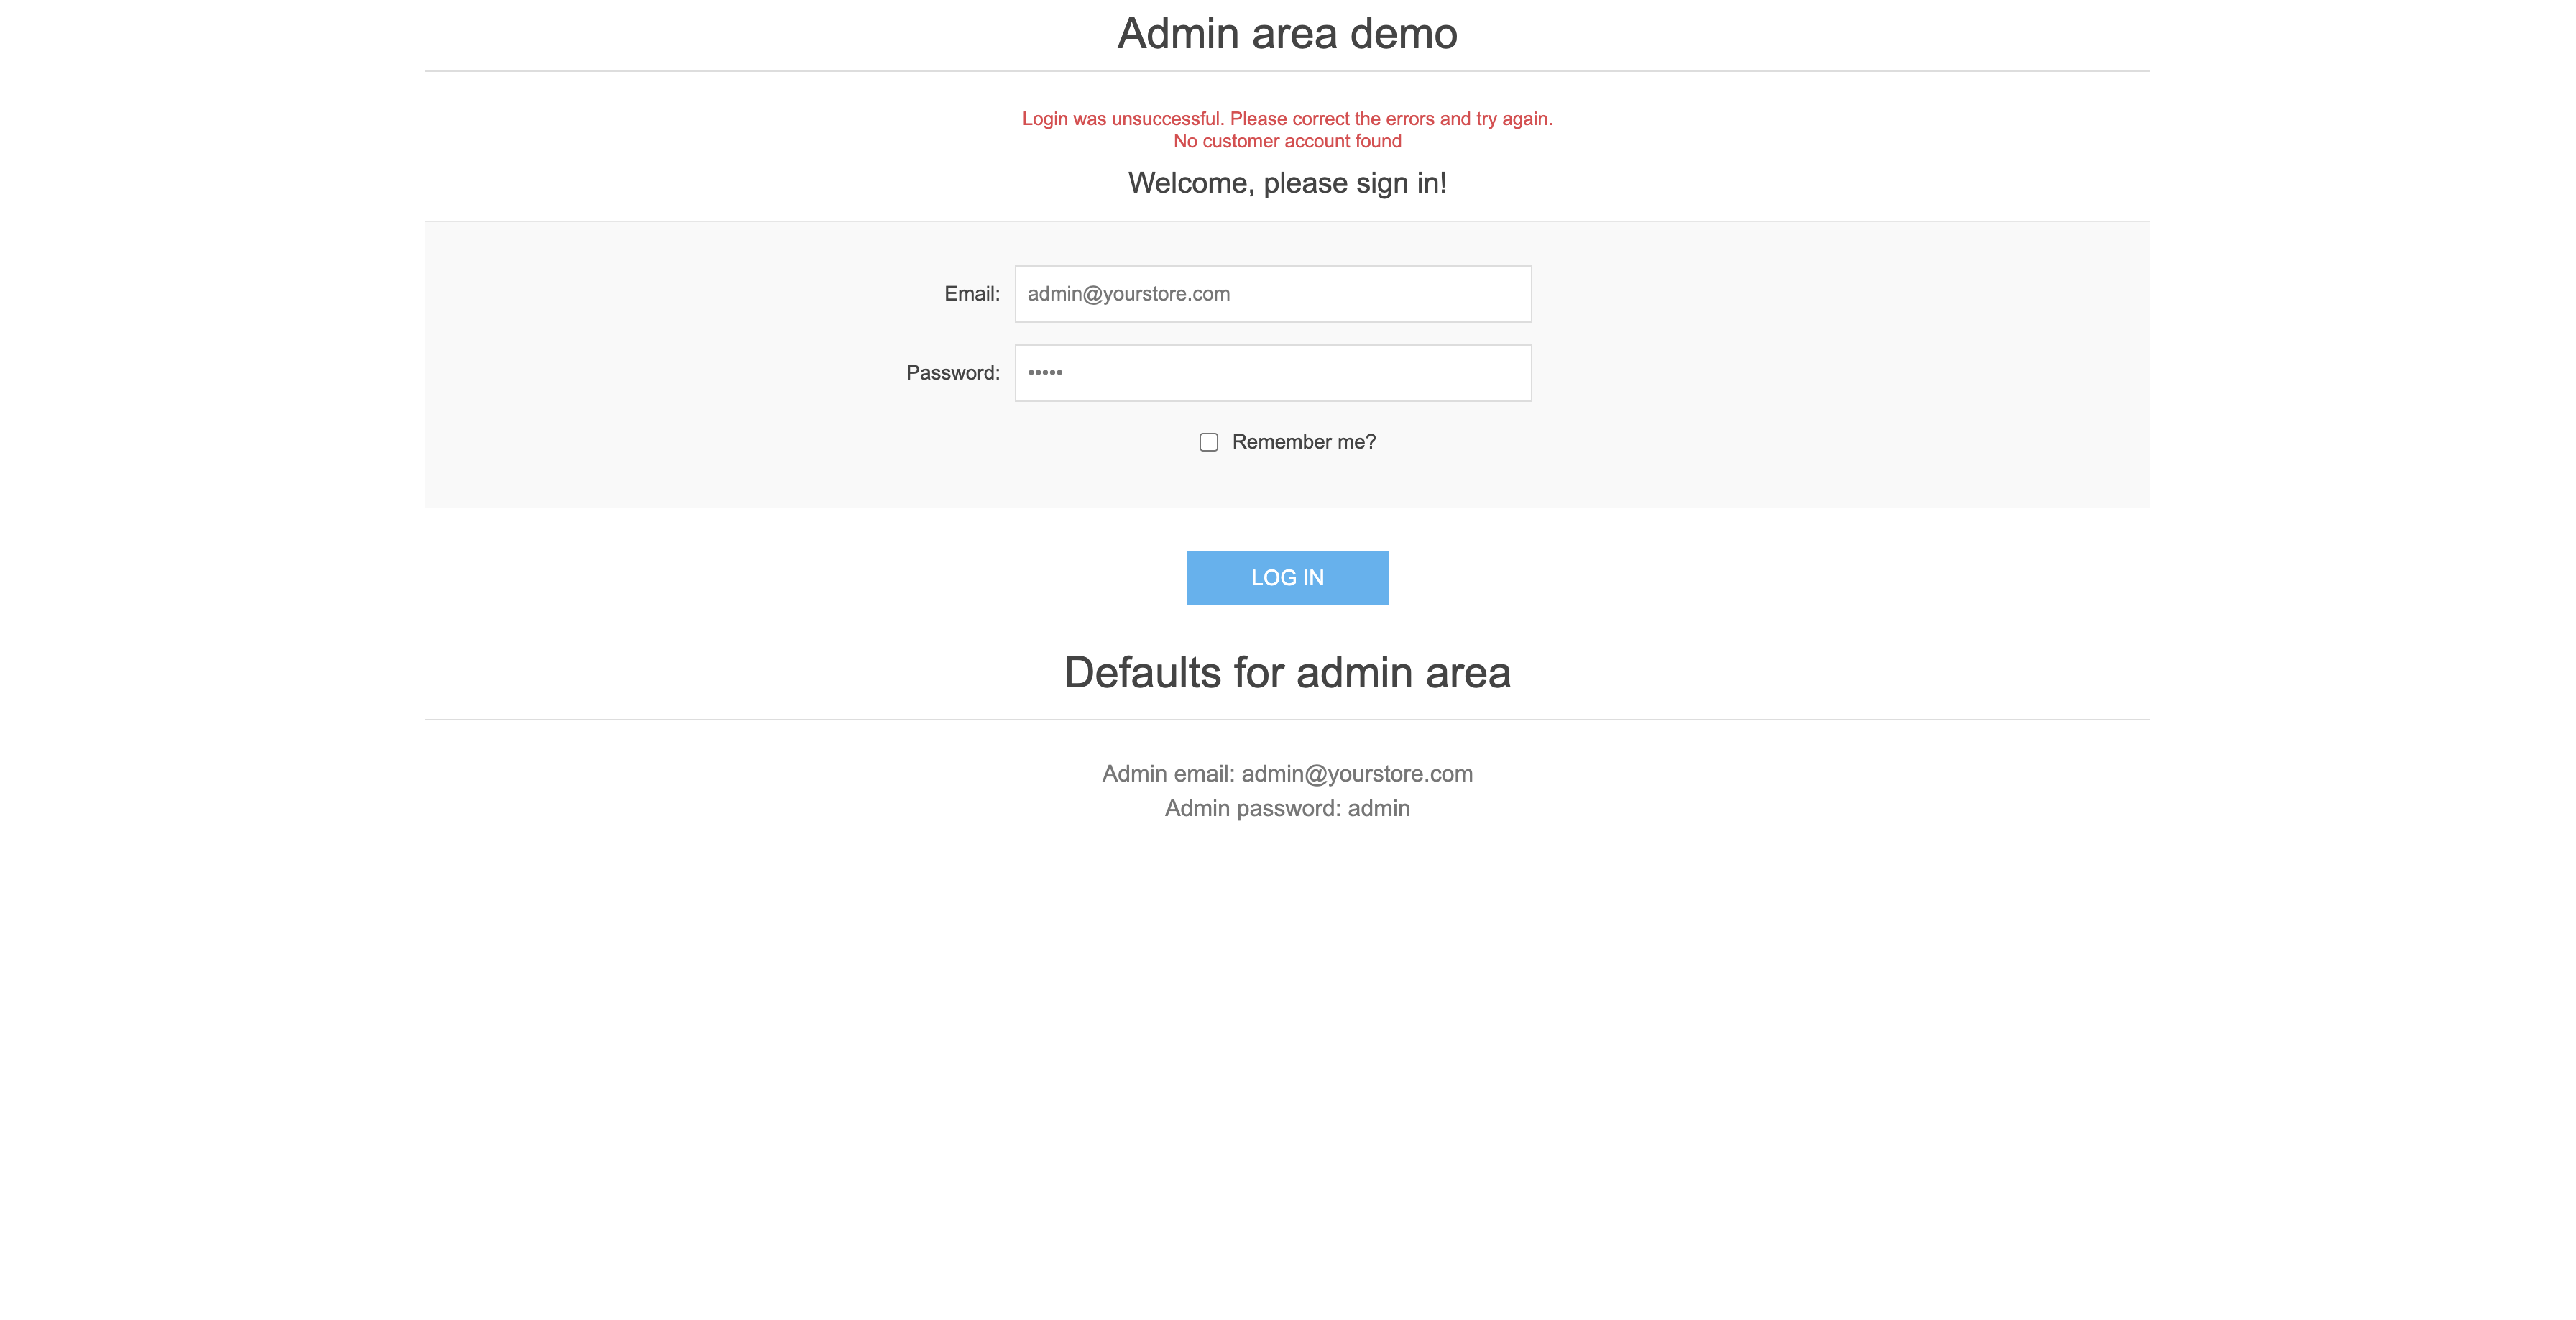 Admin area demo
Login was unsuccessful. Please correct the errors and try again.
No customer account found
Welcome, please sign in!
Email: admin@yourstore.com
Password: •••••
Remember me?
LOG IN
Defaults for admin area
Admin email: admin@yourstore.com
Admin password: admin